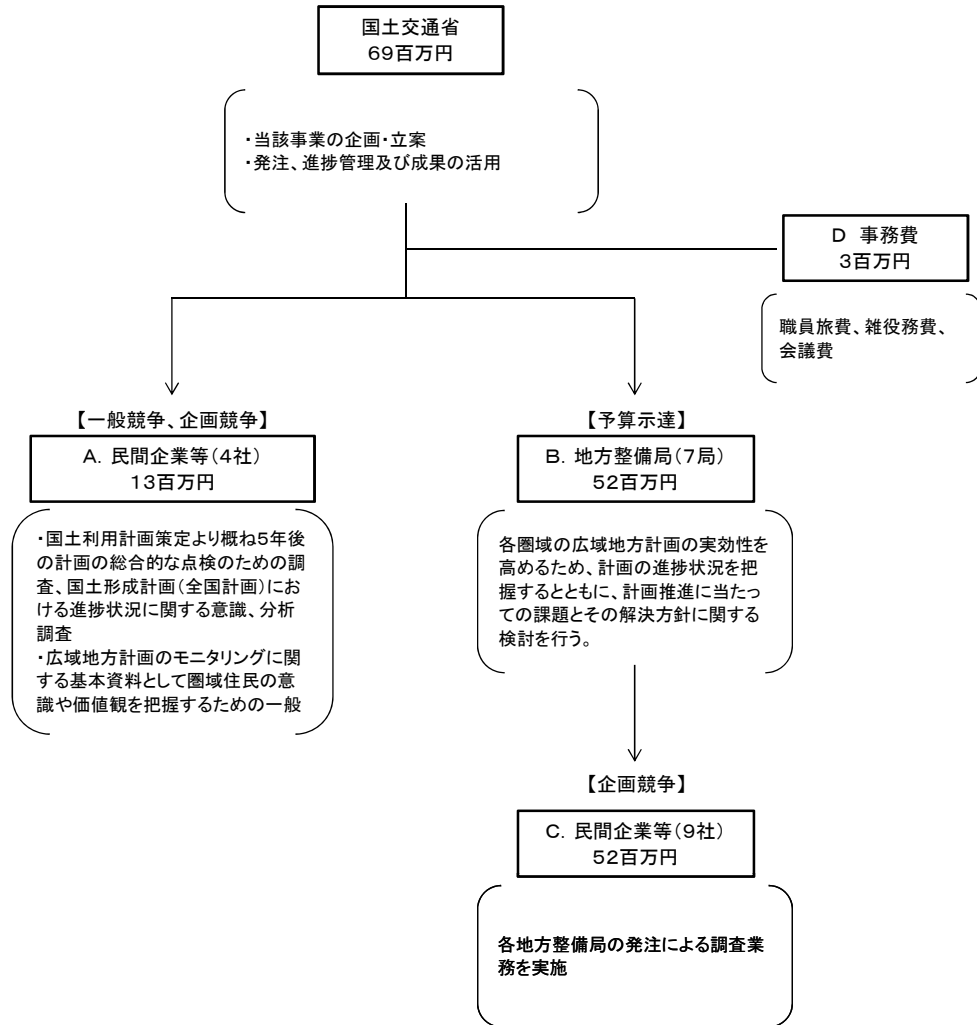 国土交通省
69百万円
・当該事業の企画・立案
・発注、進捗管理及び成果の活用
D 事務費
3百万円
職員旅費、雑役務費、
会議費
【一般競争、企画競争】
A. 民間企業等(4社)
13百万円
・国土利用計画策定より概ね5年後
の計画の総合的な点検のための調
査、国土形成計画(全国計画)にお
ける進捗状況に関する意識、分析
調査
・広域地方計画のモニタリングに関
する基本資料として圏域住民の意
識や価値観を把握するための一般
【予算示達】
B. 地方整備局(7局)
52百万円
各圏域の広域地方計画の実効性を
高めるため、計画の進捗状況を把
握するとともに、計画推進に当たっ
ての課題とその解決方針に関する
検討を行う。
【企画競争】
C. 民間企業等(9社)
52百万円
各地方整備局の発注による調査業
務を実施